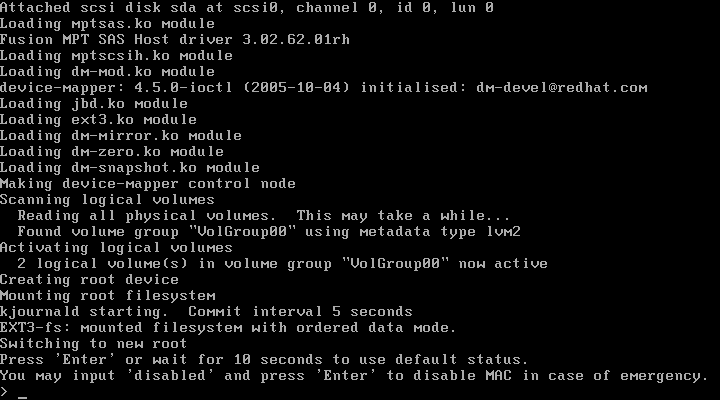 Attached scsi disk sda at scsi0, channel 0, id 0, lun 0
Loading mptsas.ko module
Fusion MPT SAS Host driver 3.02.62.01rh
Loading mptscsih.ko module
Loading dm-mod.ko module
device-mapper: 4.5.0-ioctl (2005-10-04) initialised: dm-devel@redhat.com
Loading jbd.ko module
Loading ext3.ko module
Loading dm-mirror.ko module
Loading dm-zero.ko module
Loading dm-snapshot.ko module
Making device-mapper control node
Scanning logical volumes
  Reading all physical volumes.  This may take a while...
  Found volume group "VolGroup00" using metadata type lvm2
Activating logical volumes
  2 logical volume(s) in volume group "VolGroup00" now active
Creating root device
Mounting root filesystem
kjournald starting.  Commit interval 5 seconds
EXT3-fs: mounted filesystem with ordered data mode.
Switching to new root
Press 'Enter' or wait for 10 seconds to use default status.
You may input 'disabled' and press 'Enter' to disable MAC in case of emergency.
> _